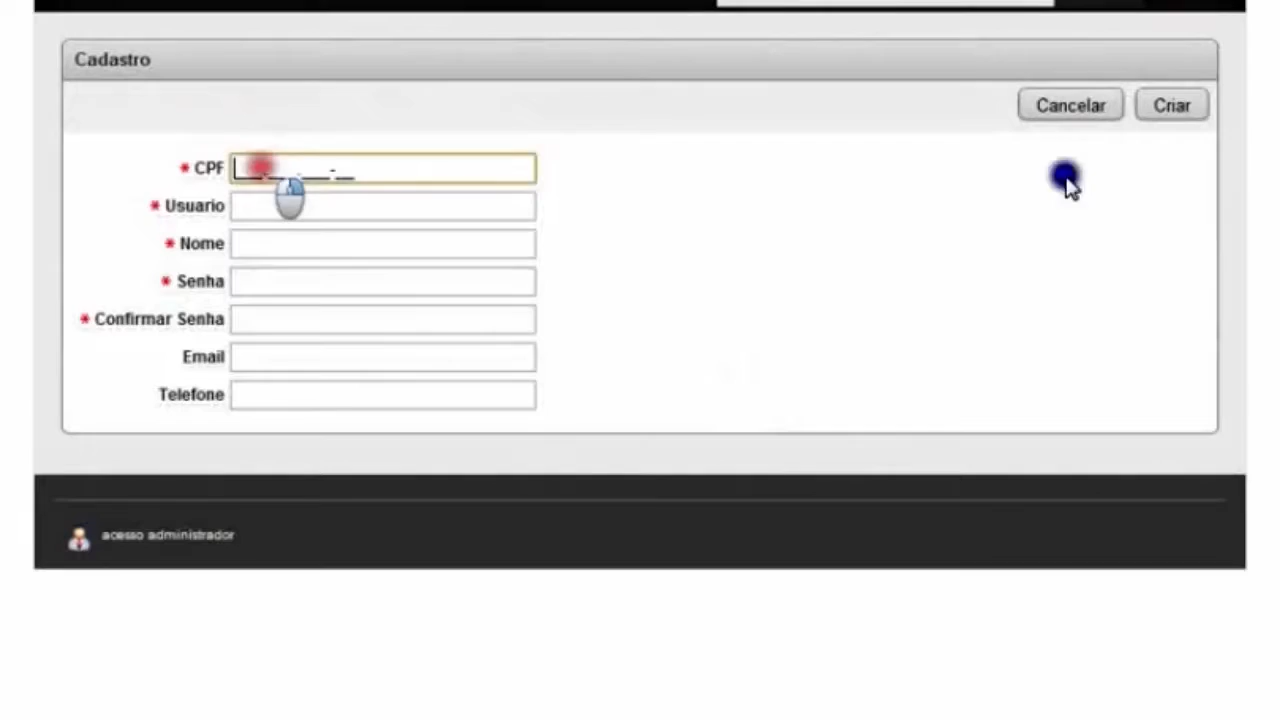 Cadastro
Cancelar Criar
* CPF
* Usuario
* Nome
* Senha
* Confirmar Senha
Email
Telefone
acesso administrador